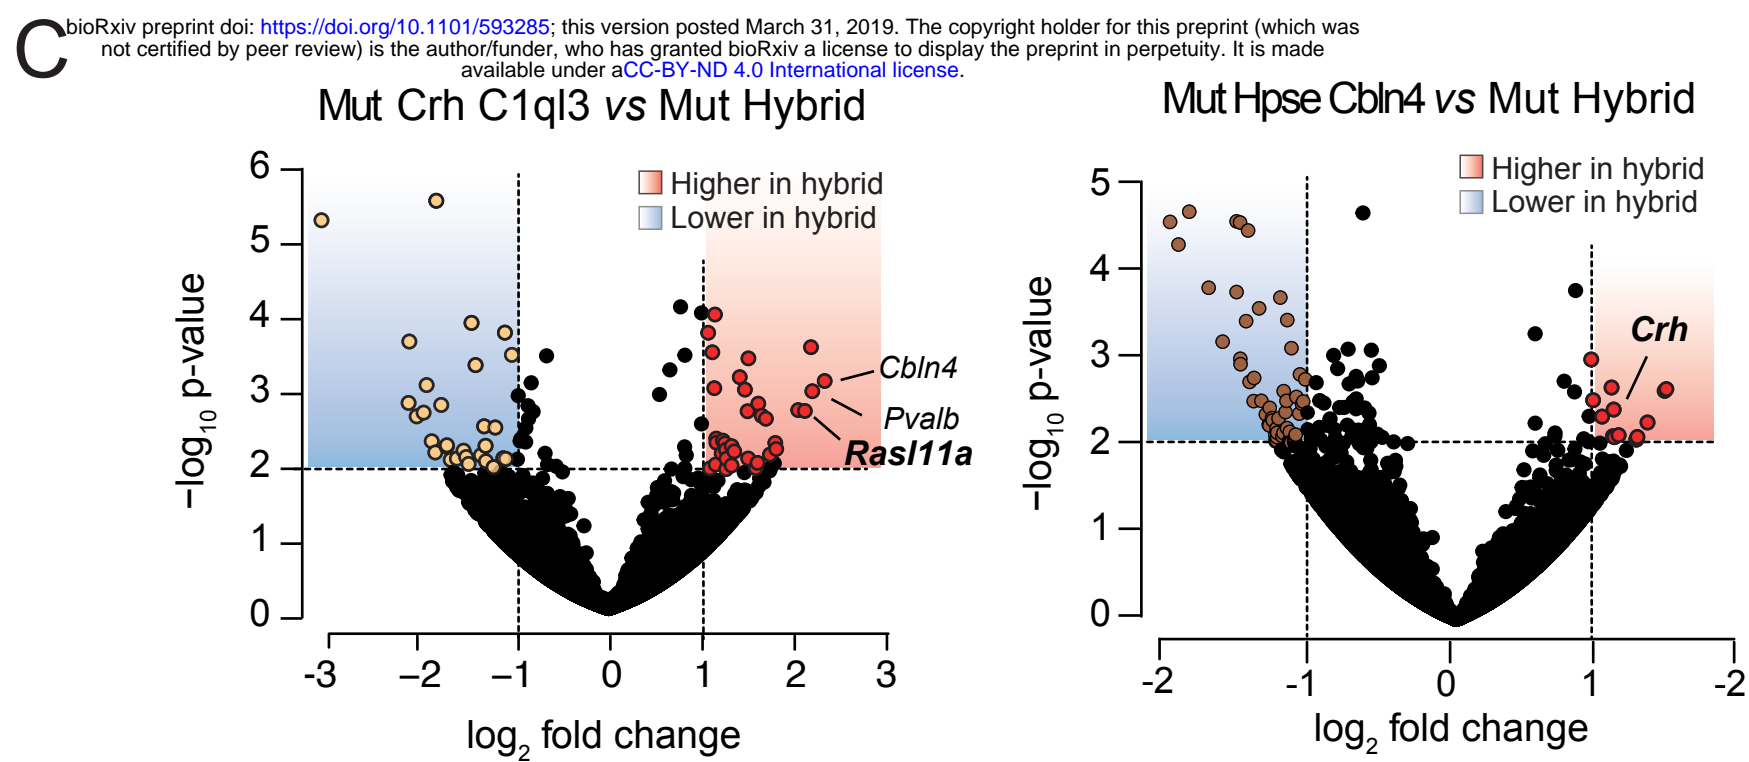 C
bioRxiv preprint doi: https://doi.org/10.1101/593285; this version posted March 31, 2019. The copyright holder for this preprint (which was
not certified by peer review) is the author/funder, who has granted bioRxiv a license to display the preprint in perpetuity. It is made
available under aCC-BY-ND 4.0 International license.
Mut Crh C1ql3 vs Mut Hybrid
6
5
4
3
2
1
0
−log10 p-value
Higher in hybrid
Lower in hybrid
Cbln4
Pvalb
Rasl11a
-3 −2 −1 0 1 2 3
log2 fold change
Mut Hpse Cbln4 vs Mut Hybrid
5
4
3
2
1
0
−log10 p-value
Higher in hybrid
Lower in hybrid
Crh
-2 -1 0 1 -2
log2 fold change